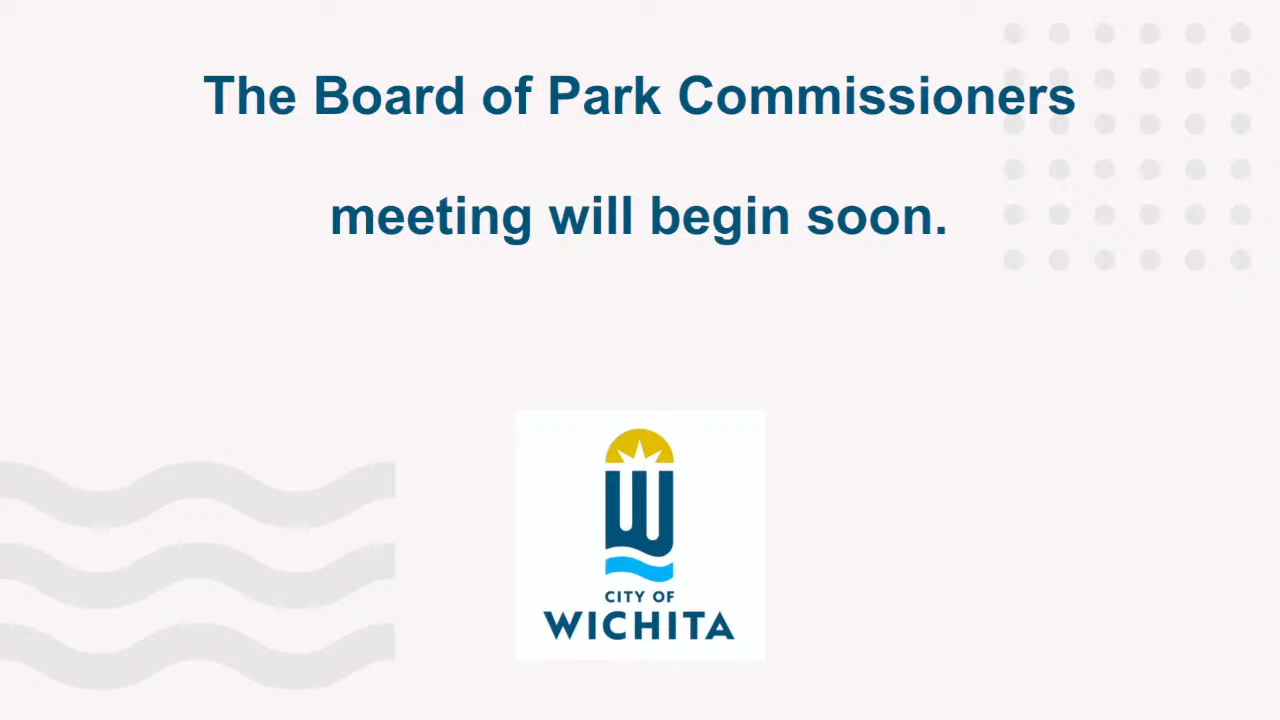 The Board of Park Commissioners
meeting will begin soon.
CITY OF
WICHITA